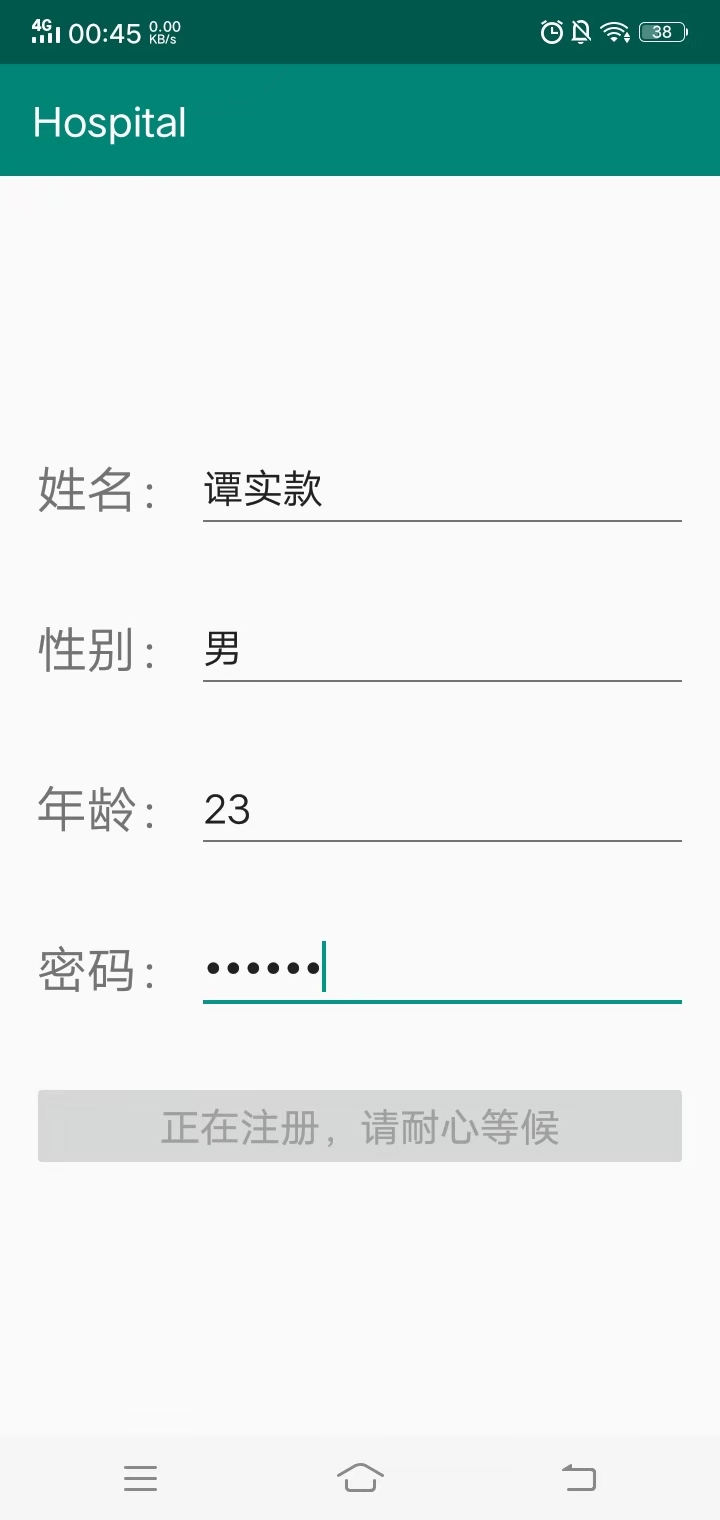 4G 00:45 0.00 KB/s 38
Hospital
姓名: 谭实款
性别: 男
年龄: 23
密码: ••••••
正在注册，请耐心等候